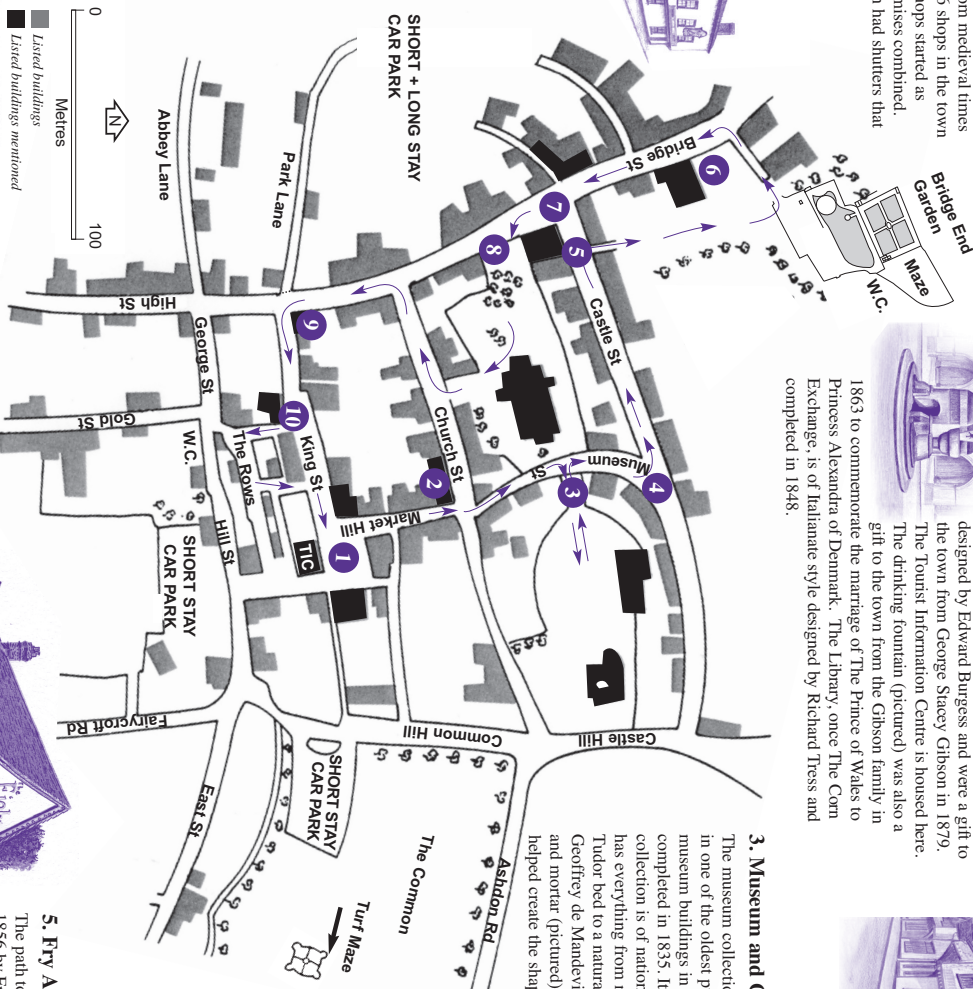 om medieval times
shops in the town
hops started as
mises combined.
had shutters that
designed by Edward Burgess and were a gift to
the town from George Stacey Gibson in 1879.
The Tourist Information Centre is housed here.
The drinking fountain (pictured) was also a
gift to the town from the Gibson family in
1863 to commemorate the marriage of The Prince of Wales to
Princess Alexandra of Denmark. The Library, once The Corn
Exchange, is of Italianate style designed by Richard Tress and
completed in 1848.
3. Museum and
The museum collecti
in one of the oldest p
museum buildings in
completed in 1835. It
collection is of nation
has everything from
Tudor bed to a natura
Geoffrey de Mandevi
and mortar (pictured)
helped create the shap
5. Fry A
The path to
1856 by
Bridge End
Garden
Maze
W.C.
SHORT + LONG STAY
CAR PARK
Bridge St
6
7
5
8
Castle St
Museum
St
4
3
Church St
2
Park Lane
Abbey Lane
High St
9
10
King St
Market Hill
1
TIC
George St
Gold St
The Rows
W.C.
Hill St
SHORT STAY
CAR PARK
Castle Hill
Common Hill
Fairycroft Rd
East St
SHORT STAY
CAR PARK
The Common
Ashdon Rd
Turf Maze
N
0
100
Metres
Listed buildings
Listed buildings mentioned